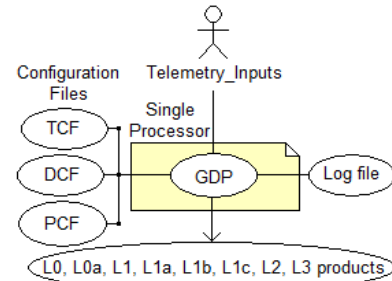 Configuration
Files
Telemetry_Inputs
Single
Processor
TCF
DCF
PCF
GDP
Log file
L0, L0a, L1, L1a, L1b, L1c, L2, L3 products